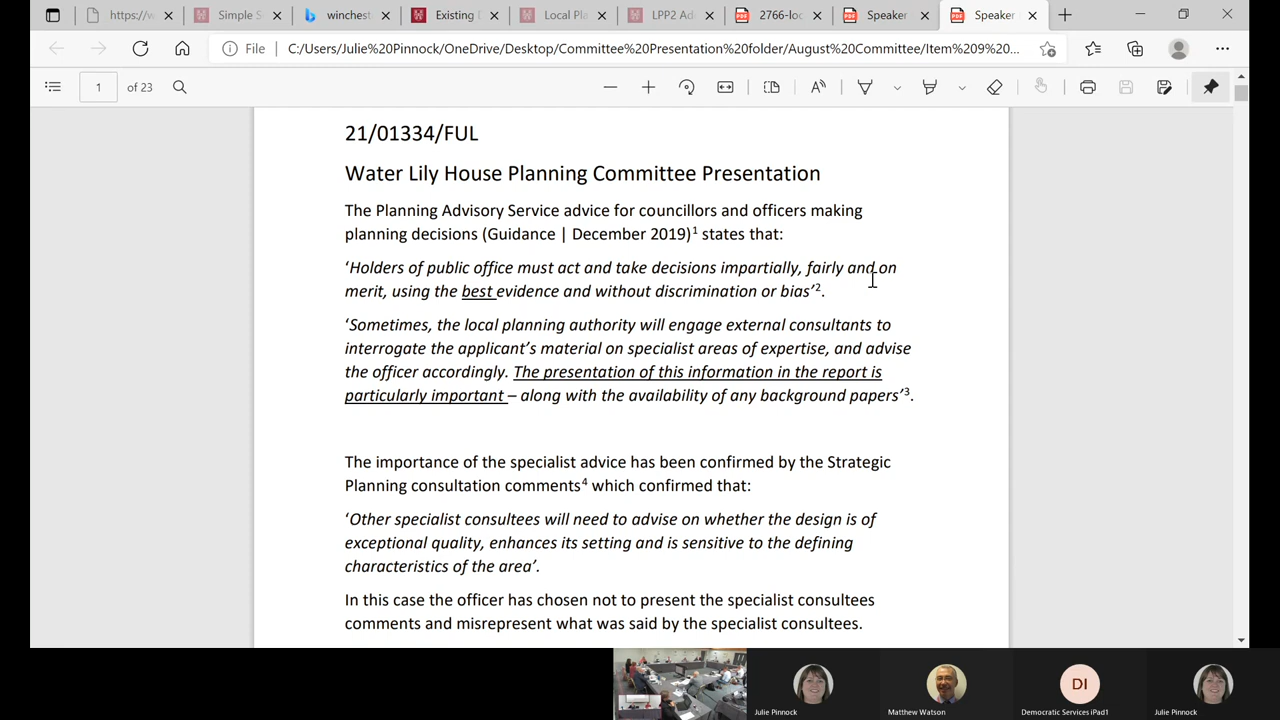 https://w
Simple S
winchest
Existing D
Local Pla
LPP2 Ad
2766-loc
Speaker
Speaker
File
C:/Users/Julie%20Pinnock/OneDrive/Desktop/Committee%20Presentation%20folder/August%20Committee/Item%209%20...
1 of 23
21/01334/FUL
Water Lily House Planning Committee Presentation
The Planning Advisory Service advice for councillors and officers making
planning decisions (Guidance | December 2019)¹ states that:
‘Holders of public office must act and take decisions impartially, fairly and on
merit, using the best evidence and without discrimination or bias’².
‘Sometimes, the local planning authority will engage external consultants to
interrogate the applicant’s material on specialist areas of expertise, and advise
the officer accordingly. The presentation of this information in the report is
particularly important – along with the availability of any background papers’³.
The importance of the specialist advice has been confirmed by the Strategic
Planning consultation comments⁴ which confirmed that:
‘Other specialist consultees will need to advise on whether the design is of
exceptional quality, enhances its setting and is sensitive to the defining
characteristics of the area’.
In this case the officer has chosen not to present the specialist consultees
comments and misrepresent what was said by the specialist consultees.
DI
Julie Pinnock
Matthew Watson
Democratic Services iPad1
Julie Pinnock